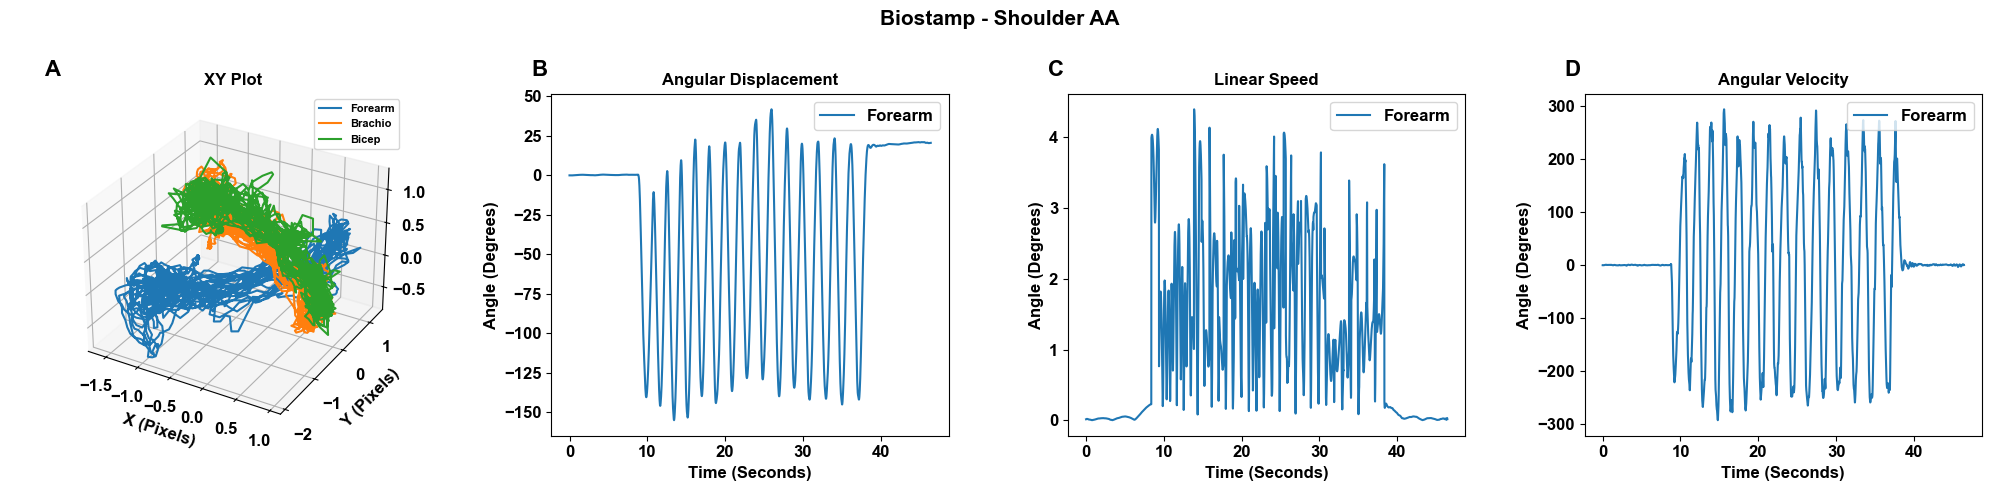 Biostamp - Shoulder AA
A
XY Plot
Forearm
Brachio
Bicep
1.0
0.5
0.0
−0.5
−1.5
−1.0
−0.5
0.0
0.5
1.0
X (Pixels)
−2
−1
0
1
Y (Pixels)
B
Angular Displacement
Forearm
50
25
0
−25
−50
−75
−100
−125
−150
Angle (Degrees)
0 10 20 30 40
Time (Seconds)
C
Linear Speed
Forearm
4
3
2
1
0
Angle (Degrees)
0 10 20 30 40
Time (Seconds)
D
Angular Velocity
Forearm
300
200
100
0
−100
−200
−300
Angle (Degrees)
0 10 20 30 40
Time (Seconds)